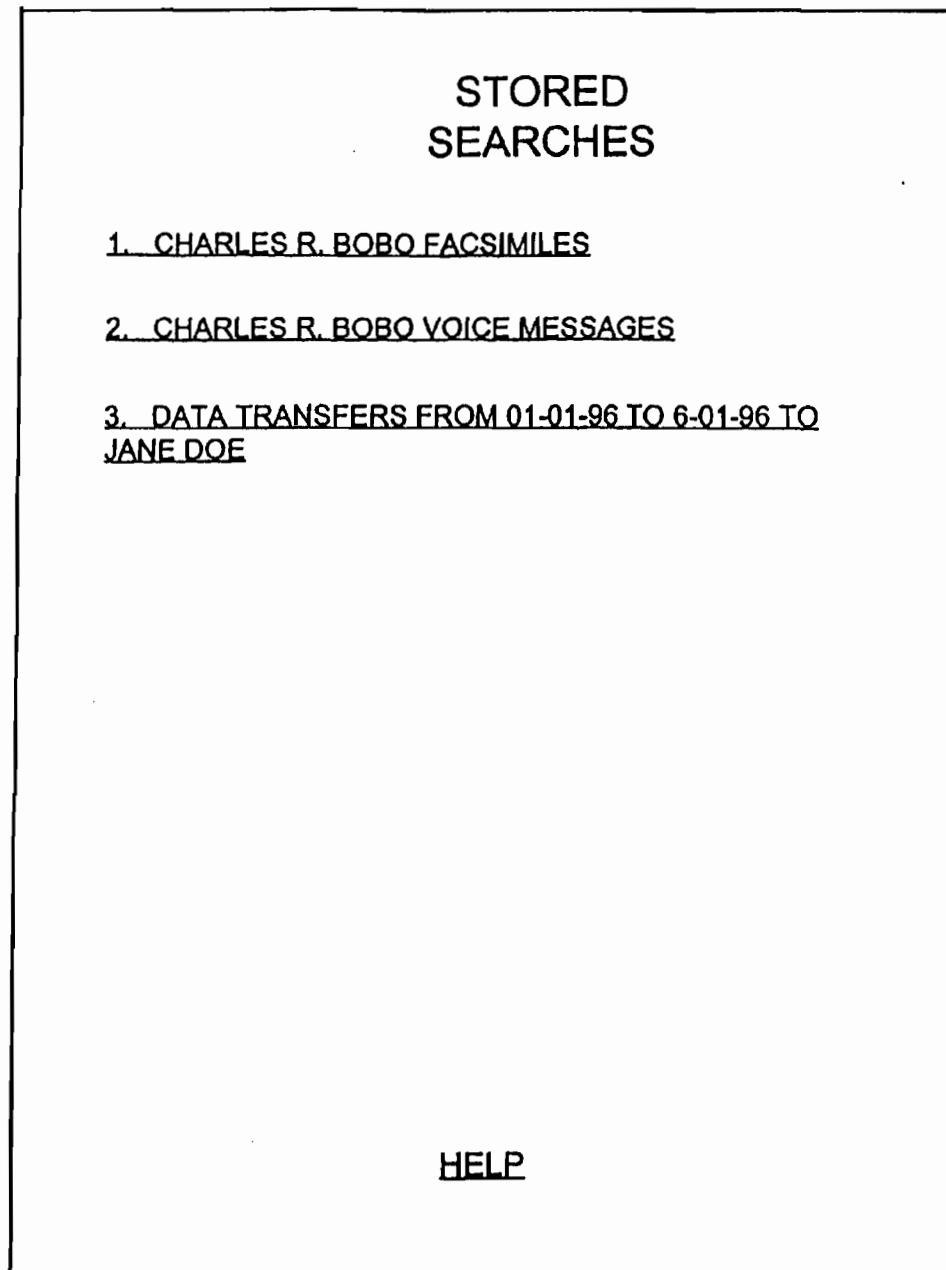 STORED
SEARCHES
1. CHARLES R. BOBO FACSIMILES
2. CHARLES R. BOBO VOICE MESSAGES
3. DATA TRANSFERS FROM 01-01-96 TO 6-01-96 TO
JANE DOE
HELP